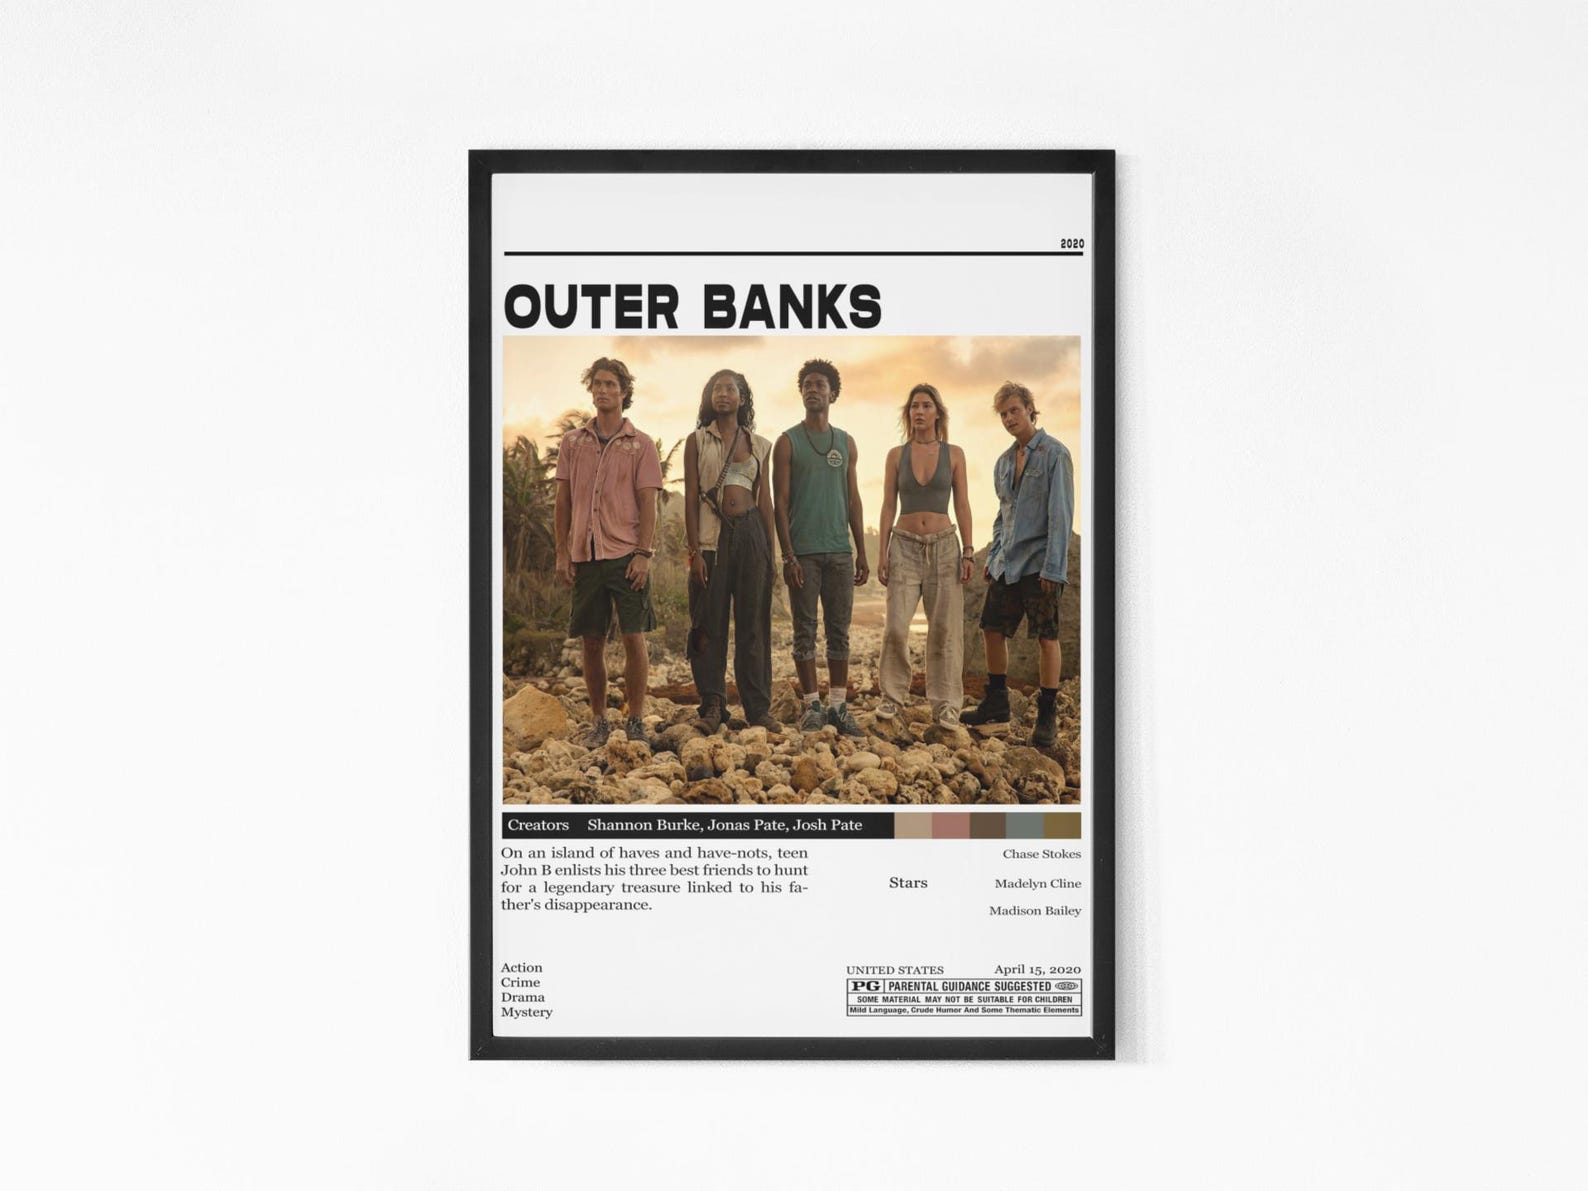 2020
OUTER BANKS
Creators Shannon Burke, Jonas Pate, Josh Pate
On an island of haves and have-nots, teen
John B enlists his three best friends to hunt
for a legendary treasure linked to his fa-
ther's disappearance.
Stars
Chase Stokes
Madelyn Cline
Madison Bailey
Action
Crime
Drama
Mystery
UNITED STATES April 15, 2020
PG PARENTAL GUIDANCE SUGGESTED
SOME MATERIAL MAY NOT BE SUITABLE FOR CHILDREN
Mild Language, Crude Humor And Some Thematic Elements